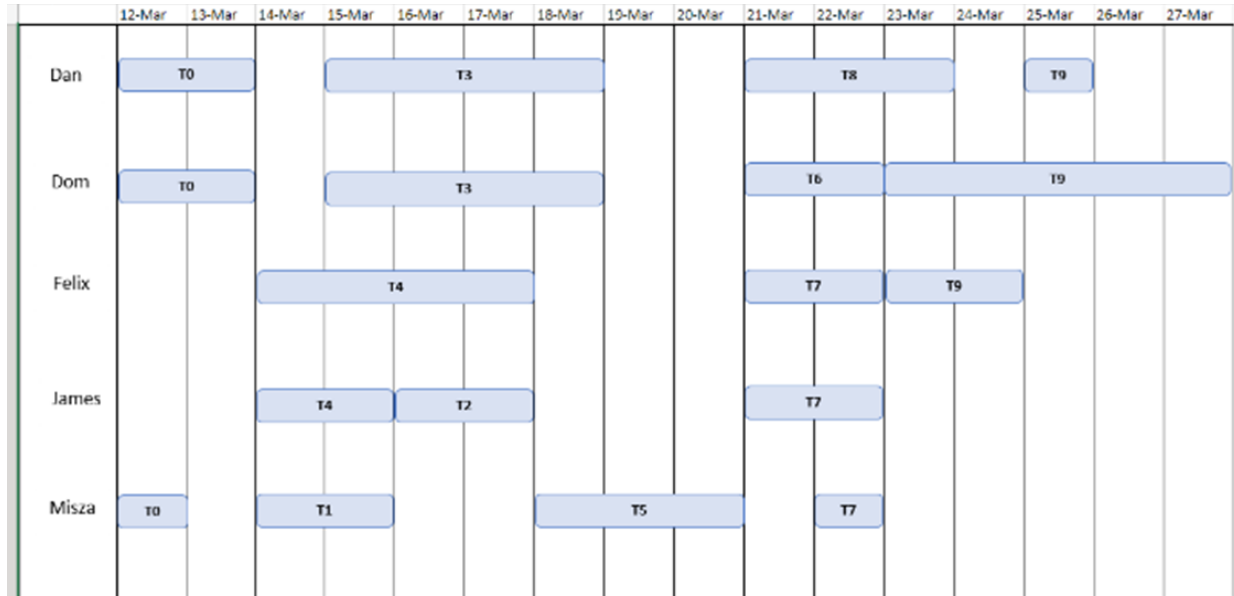 12-Mar 13-Mar 14-Mar 15-Mar 16-Mar 17-Mar 18-Mar 19-Mar 20-Mar 21-Mar 22-Mar 23-Mar 24-Mar 25-Mar 26-Mar 27-Mar
Dan T0 T3 T8 T9
Dom T0 T3 T6 T9
Felix T4 T7 T9
James T4 T2 T7
Misza T0 T1 T5 T7